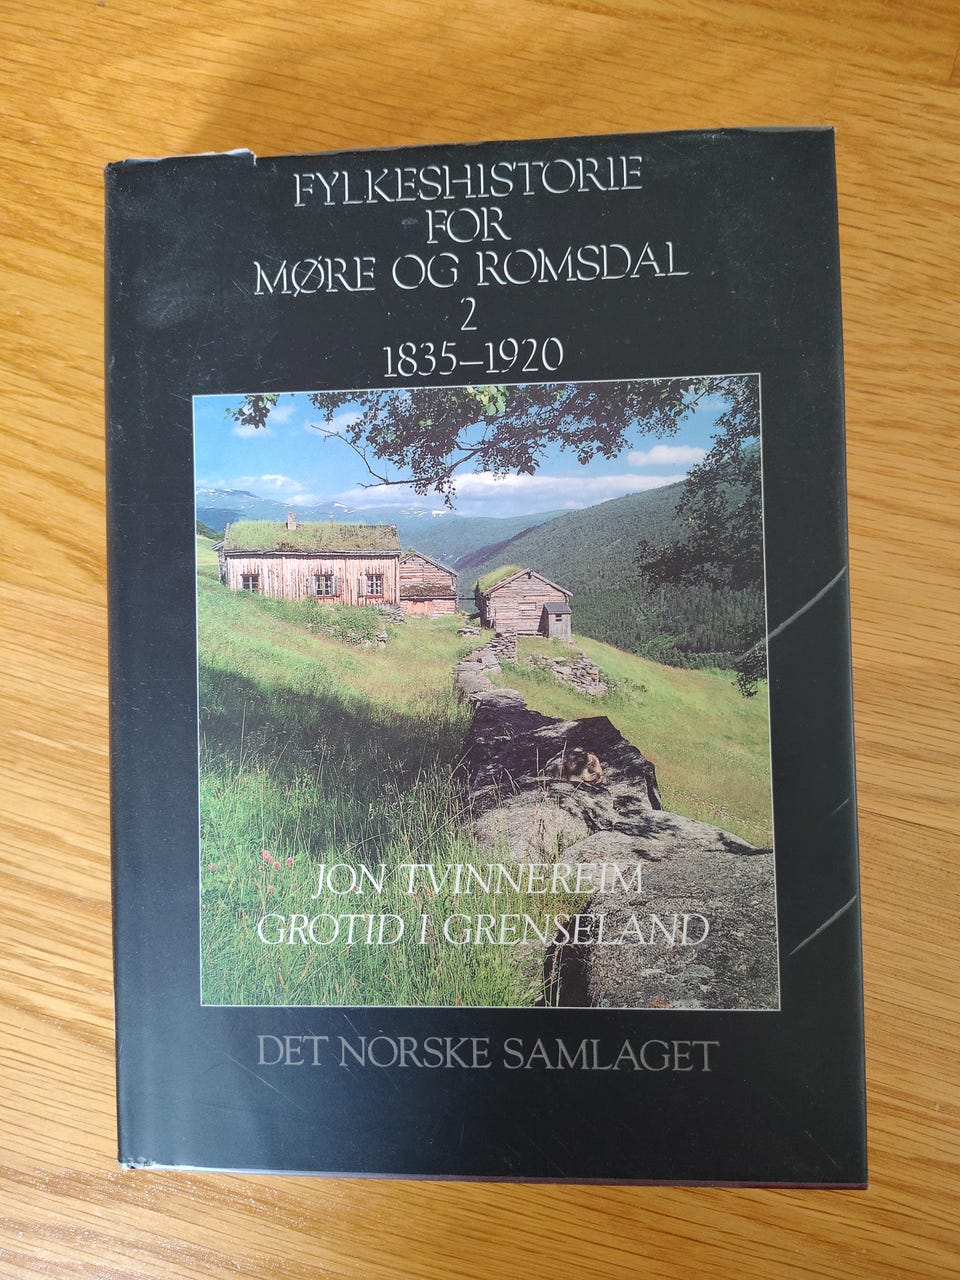 FYLKESHISTORIE
FOR
MØRE OG ROMSDAL
2
1835–1920
JON TVINNEREIM
GROTID I GRENSELAND
DET NORSKE SAMLAGET